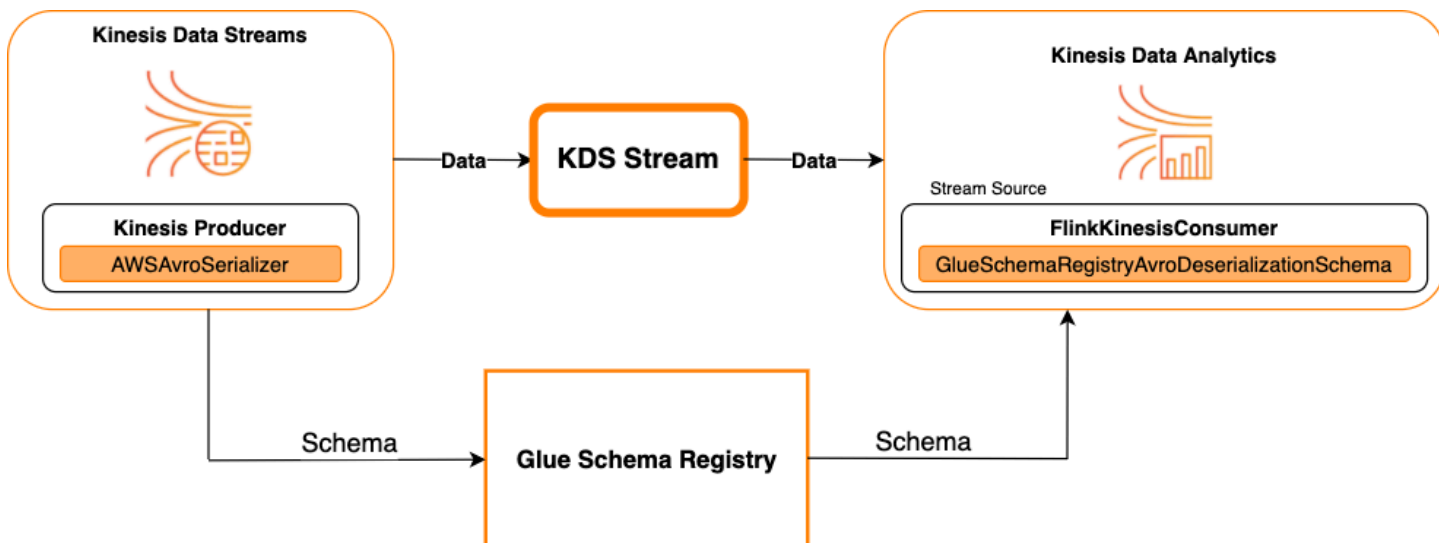 Kinesis Data Streams
Kinesis Producer
AWSAvroSerializer
Data
KDS Stream
Data
Kinesis Data Analytics
Stream Source
FlinkKinesisConsumer
GlueSchemaRegistryAvroDeserializationSchema
Schema
Glue Schema Registry
Schema